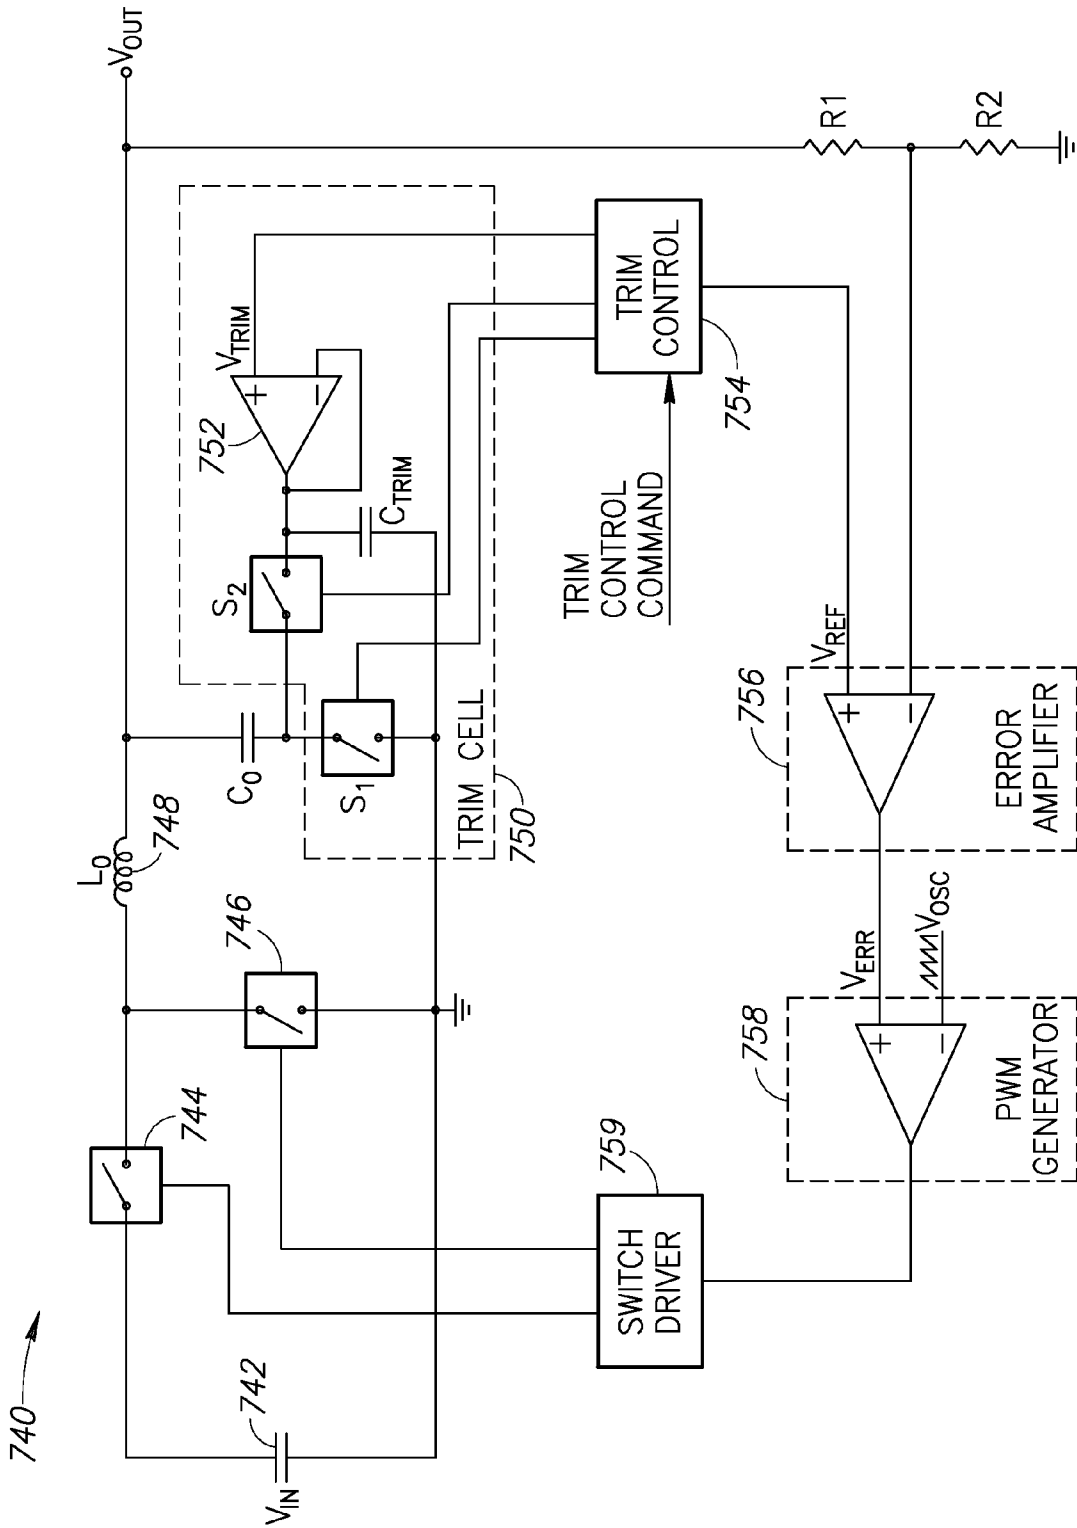 740
V_IN
742
744
746
L_0
748
V_OUT
C_0
S_1
S_2
752
+
−
V_TRIM
C_TRIM
TRIM CELL
750
R1
R2
TRIM
CONTROL
754
TRIM
CONTROL
COMMAND
759
SWITCH
DRIVER
758
+
−
V_ERR
V_OSC
PWM
GENERATOR
756
+
−
V_REF
ERROR
AMPLIFIER